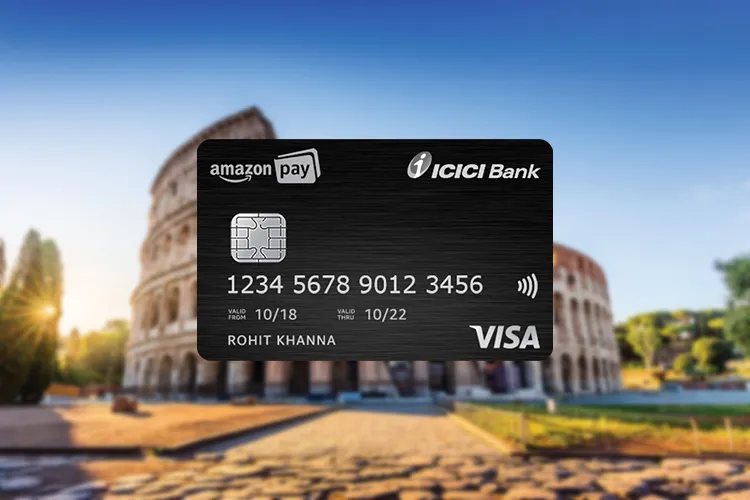 amazon pay
i ICICI Bank
1234 5678 9012 3456
VALID FROM 10/18 VALID THRU 10/22
ROHIT KHANNA
VISA